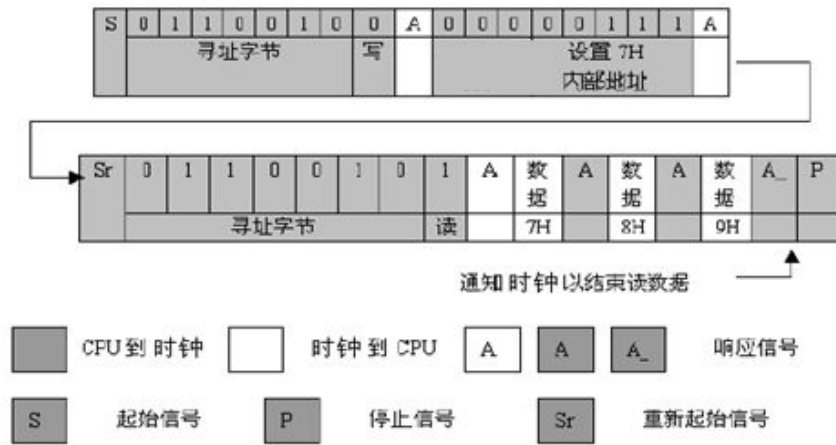 S 0 1 1 0 0 1 0 0 A 0 0 0 0 0 1 1 1 A
寻址字节 写 设置 7H
内部地址
Sr 0 1 1 0 0 1 0 1 A 数据 A 数据 A 数据 A_ P
寻址字节 读 7H 8H 9H
通知时钟以结束读数据
CPU到时钟 时钟到CPU A A A_ 响应信号
S 起始信号 P 停止信号 Sr 重新起始信号